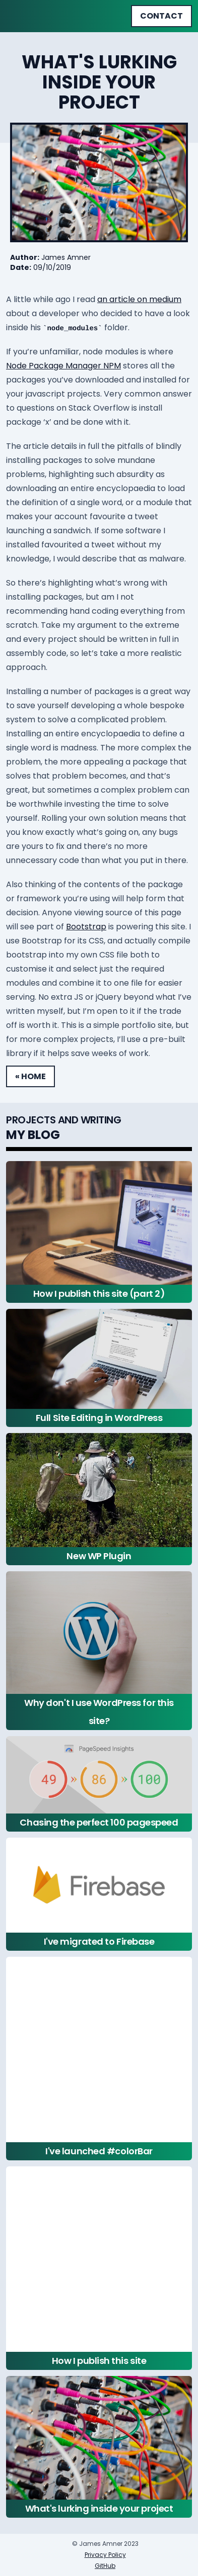 CONTACT
WHAT'S LURKING
INSIDE YOUR
PROJECT
Author: James Amner
Date: 09/10/2019
A little while ago I read an article on medium
about a developer who decided to have a look
inside his `node_modules` folder.
If you’re unfamiliar, node modules is where
Node Package Manager NPM stores all the
packages you’ve downloaded and installed for
your javascript projects. Very common answer
to questions on Stack Overflow is install
package ‘x’ and be done with it.
The article details in full the pitfalls of blindly
installing packages to solve mundane
problems, highlighting such absurdity as
downloading an entire encyclopaedia to load
the definition of a single word, or a module that
makes your account favourite a tweet
launching a sandwich. If some software I
installed favourited a tweet without my
knowledge, I would describe that as malware.
So there’s highlighting what’s wrong with
installing packages, but am I not
recommending hand coding everything from
scratch. Take my argument to the extreme
and every project should be written in full in
assembly code, so let’s take a more realistic
approach.
Installing a number of packages is a great way
to save yourself developing a whole bespoke
system to solve a complicated problem.
Installing an entire encyclopaedia to define a
single word is madness. The more complex the
problem, the more appealing a package that
solves that problem becomes, and that’s
great, but sometimes a complex problem can
be worthwhile investing the time to solve
yourself. Rolling your own solution means that
you know exactly what’s going on, any bugs
are yours to fix and there’s no more
unnecessary code than what you put in there.
Also thinking of the contents of the package
or framework you’re using will help form that
decision. Anyone viewing source of this page
will see part of Bootstrap is powering this site. I
use Bootstrap for its CSS, and actually compile
bootstrap into my own CSS file both to
customise it and select just the required
modules and combine it to one file for easier
serving. No extra JS or jQuery beyond what I’ve
written myself, but I’m open to it if the trade
off is worth it. This is a simple portfolio site, but
for more complex projects, I’ll use a pre-built
library if it helps save weeks of work.
« HOME
PROJECTS AND WRITING
MY BLOG
How I publish this site (part 2)
Full Site Editing in WordPress
New WP Plugin
Why don't I use WordPress for this
site?
PageSpeed Insights
49 » 86 » 100
Chasing the perfect 100 pagespeed
Firebase
I've migrated to Firebase
I've launched #colorBar
How I publish this site
What's lurking inside your project
© James Amner 2023
Privacy Policy
GitHub